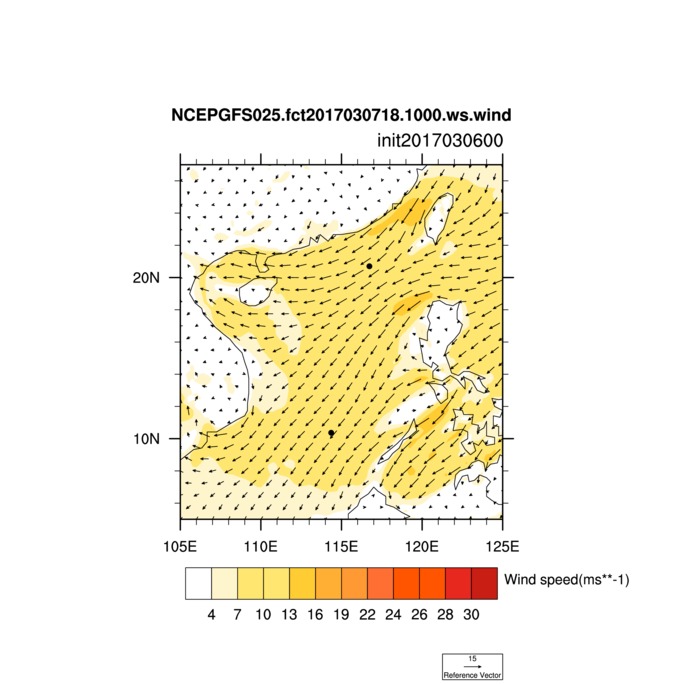 NCEPGFS025.fct2017030718.1000.ws.wind
init2017030600
20N
10N
105E 110E 115E 120E 125E
Wind speed(ms**-1)
4 7 10 13 16 19 22 24 26 28 30
15
Reference Vector